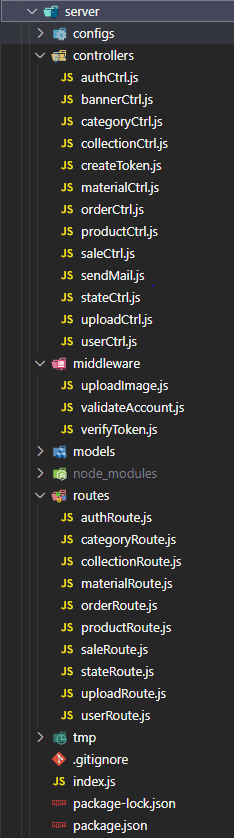 server
configs
controllers
JS authCtrl.js
JS bannerCtrl.js
JS categoryCtrl.js
JS collectionCtrl.js
JS createToken.js
JS materialCtrl.js
JS orderCtrl.js
JS productCtrl.js
JS saleCtrl.js
JS sendMail.js
JS stateCtrl.js
JS uploadCtrl.js
JS userCtrl.js
middleware
JS uploadImage.js
JS validateAccount.js
JS verifyToken.js
models
node_modules
routes
JS authRoute.js
JS categoryRoute.js
JS collectionRoute.js
JS materialRoute.js
JS orderRoute.js
JS productRoute.js
JS saleRoute.js
JS stateRoute.js
JS uploadRoute.js
JS userRoute.js
tmp
.gitignore
JS index.js
package-lock.json
package.json